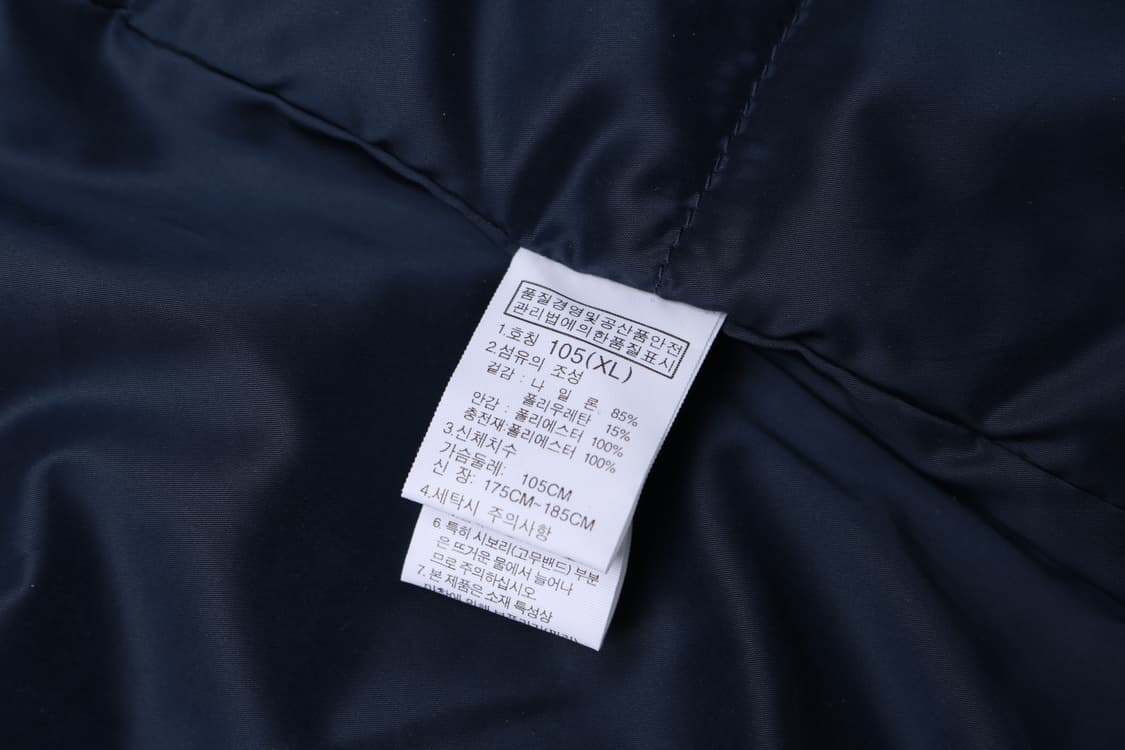 품질경영및공산품안전
관리법에의한품질표시
1.호칭 105(XL)
2.섬유의 조성
겉감 : 나 일 론 85%
폴리우레탄 15%
안감 : 폴리에스터 100%
충전재:폴리에스터 100%
3.신체치수
가슴둘레: 105CM
신 장: 175CM~185CM
4.세탁시 주의사항
6. 특히 시보리(고무밴드) 부분
은 뜨거운 물에서 늘어나
므로 주의하십시오
7. 본 제품은 소재 특성상